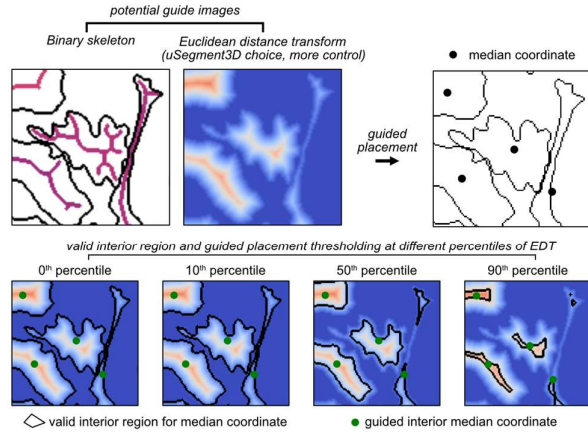 potential guide images
Binary skeleton
Euclidean distance transform
(uSegment3D choice, more control)
median coordinate
guided
placement
valid interior region and guided placement thresholding at different percentiles of EDT
0th percentile
10th percentile
50th percentile
90th percentile
valid interior region for median coordinate
guided interior median coordinate